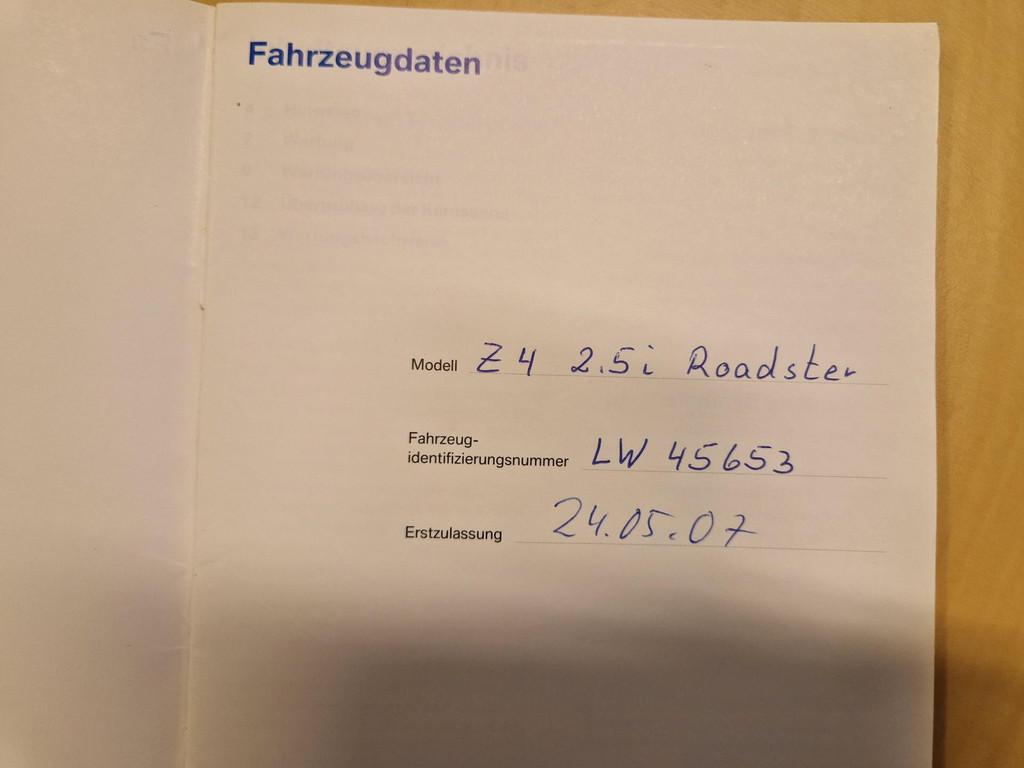 Fahrzeugdaten
Modell Z4 2.5i Roadster
Fahrzeug-
identifizierungsnummer LW 45653
Erstzulassung 24.05.07